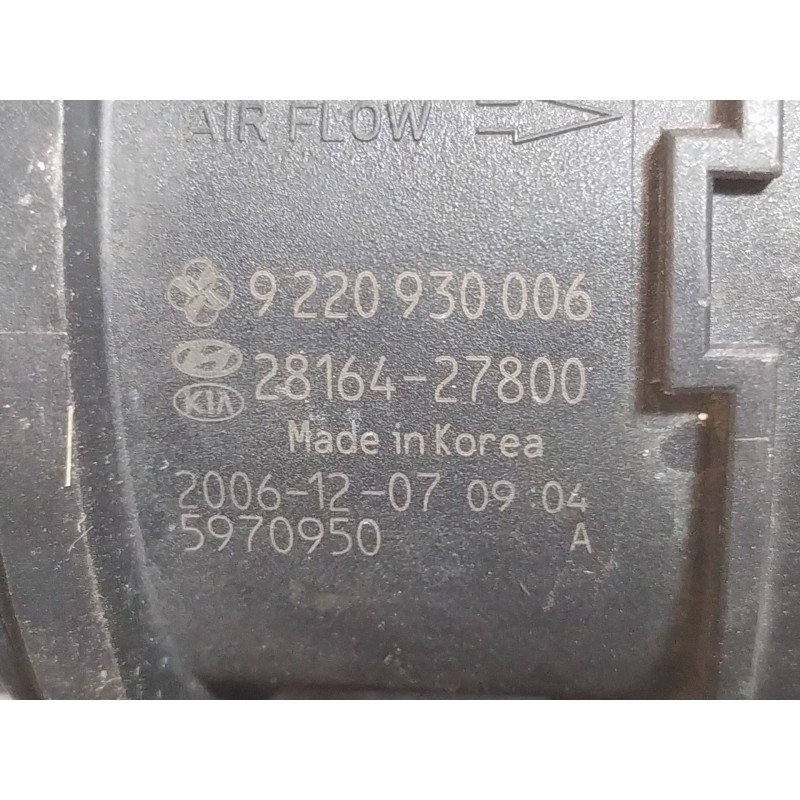 AIR FLOW
9 220 930 006
28164-27800
KIA
Made in Korea
2006-12-07 09 04
5970950 A